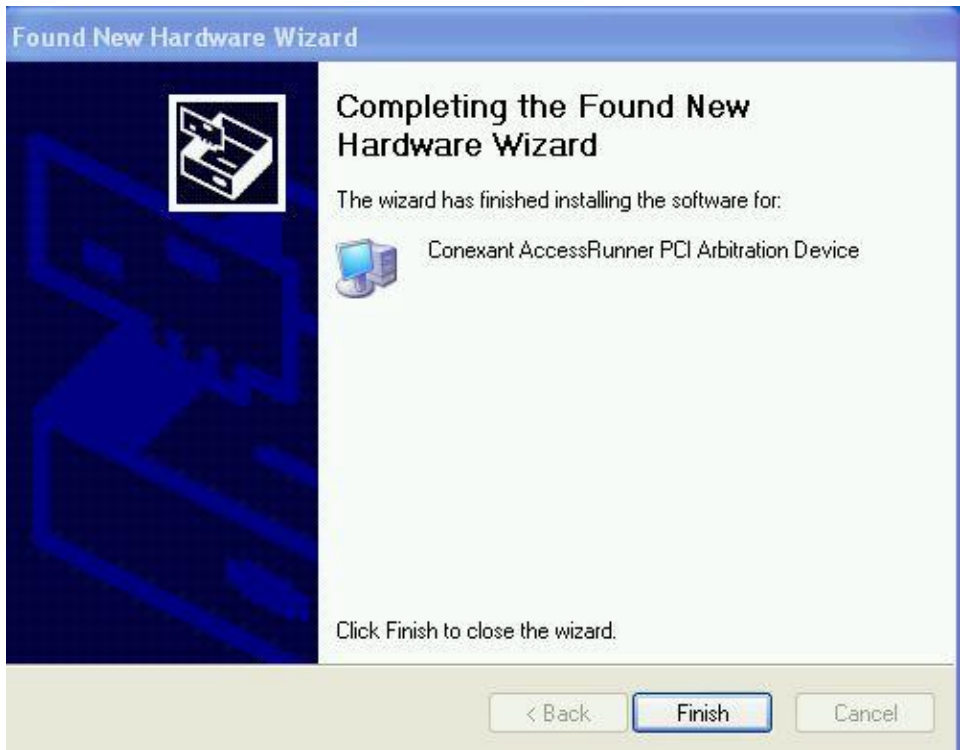 Found New Hardware Wizard
Completing the Found New
Hardware Wizard
The wizard has finished installing the software for:
Conexant AccessRunner PCI Arbitration Device
Click Finish to close the wizard.
< Back
Finish
Cancel